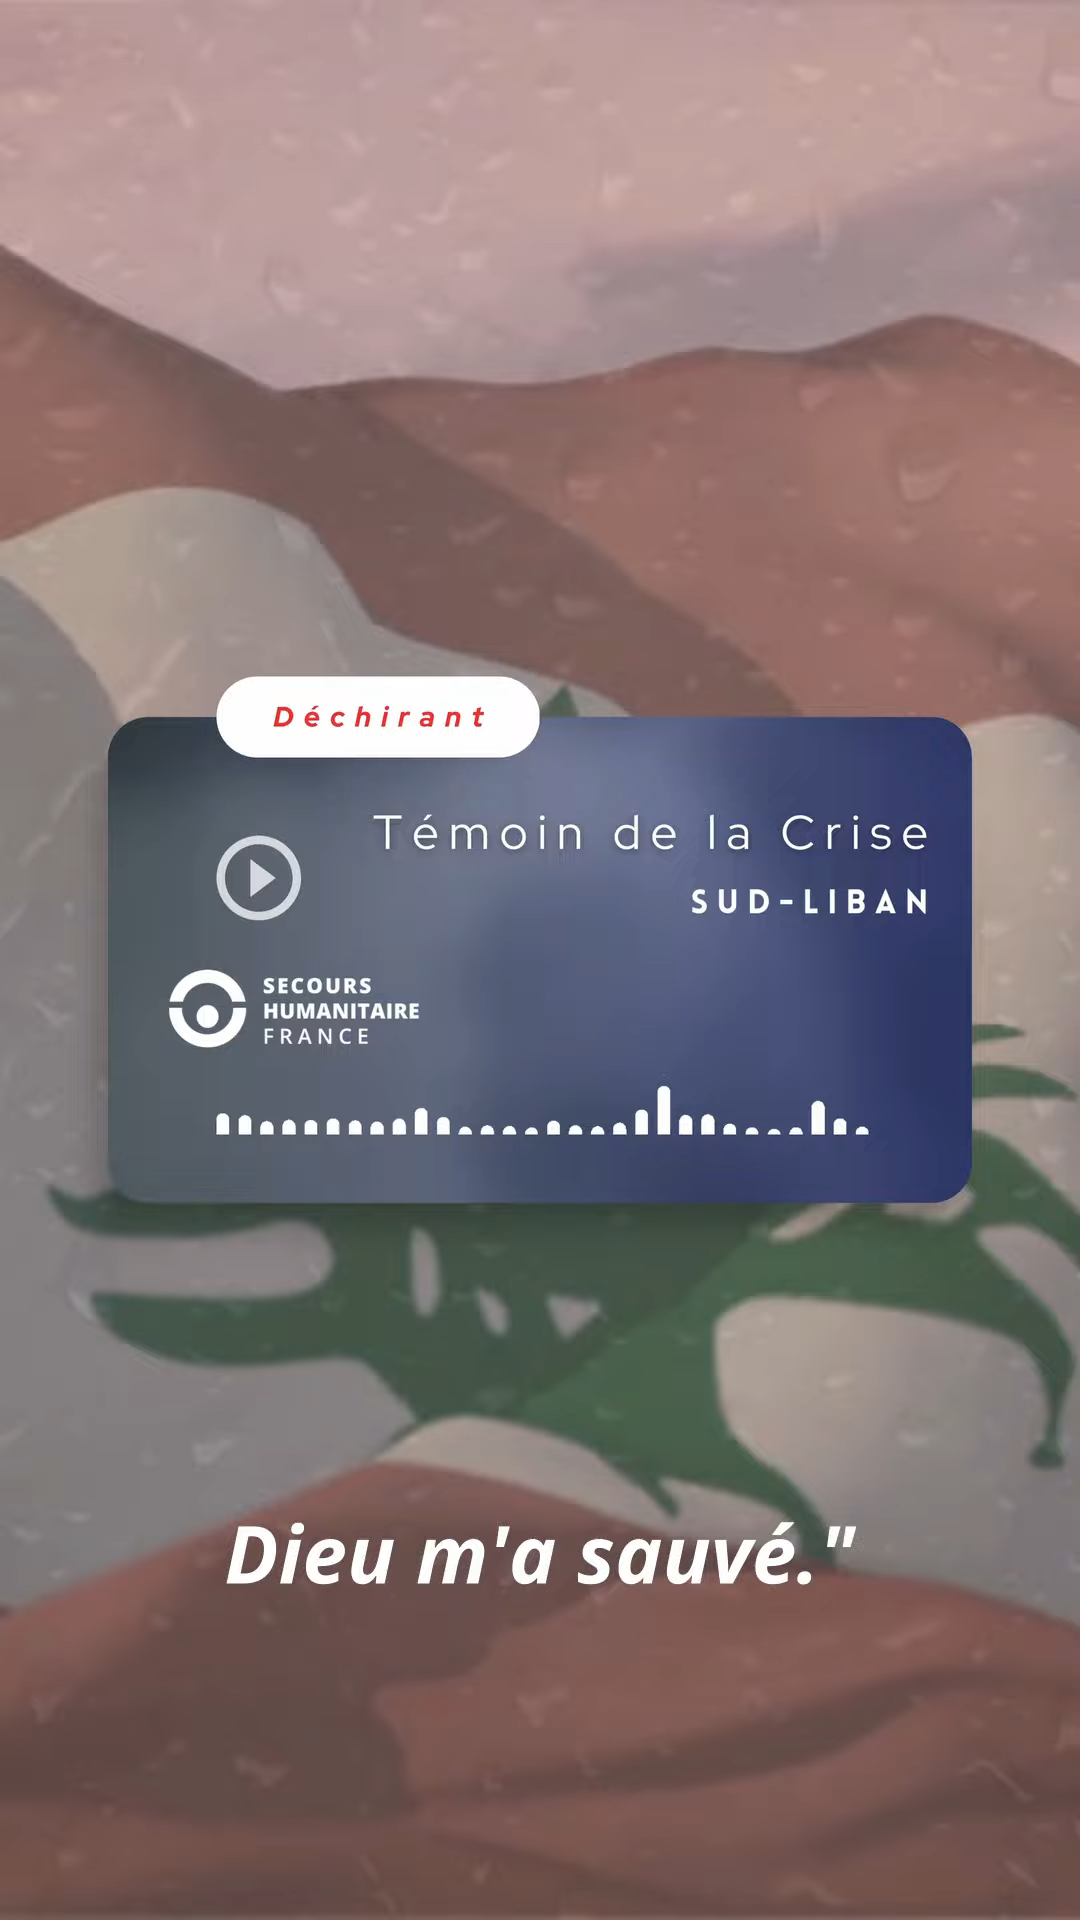 Déchirant
Témoin de la Crise
SUD-LIBAN
SECOURS
HUMANITAIRE
FRANCE
Dieu m'a sauvé."